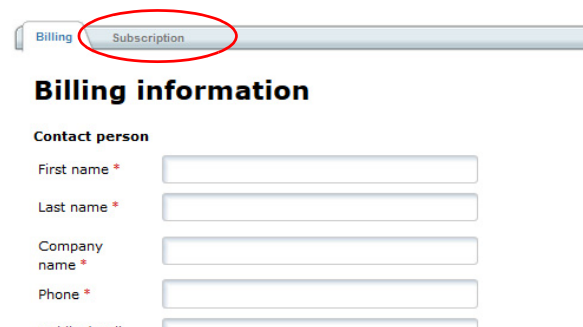 Billing Subscription
Billing information
Contact person
First name *
Last name *
Company
name *
Phone *